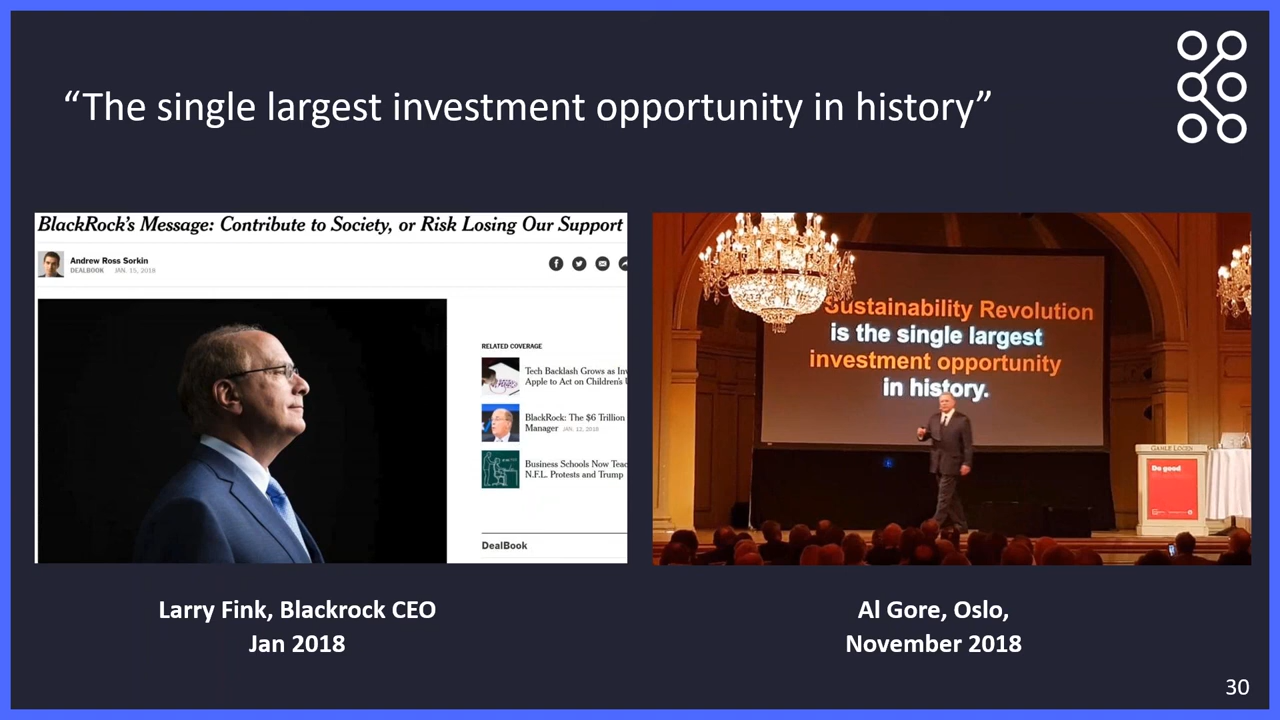 “The single largest investment opportunity in history”
BlackRock's Message: Contribute to Society, or Risk Losing Our Support
Andrew Ross Sorkin
DEALBOOK JAN. 15, 2018
RELATED COVERAGE
Tech Backlash Grows as
Apple to Act on Children's
BlackRock: The $6 Trillion
Manager JAN. 12, 2018
Business Schools Now
N.F.L. Protests and Trump
DealBook
Sustainability Revolution
is the single largest
investment opportunity
in history.
GAMLE LOGEN
Do good
Larry Fink, Blackrock CEO
Jan 2018
Al Gore, Oslo,
November 2018
30